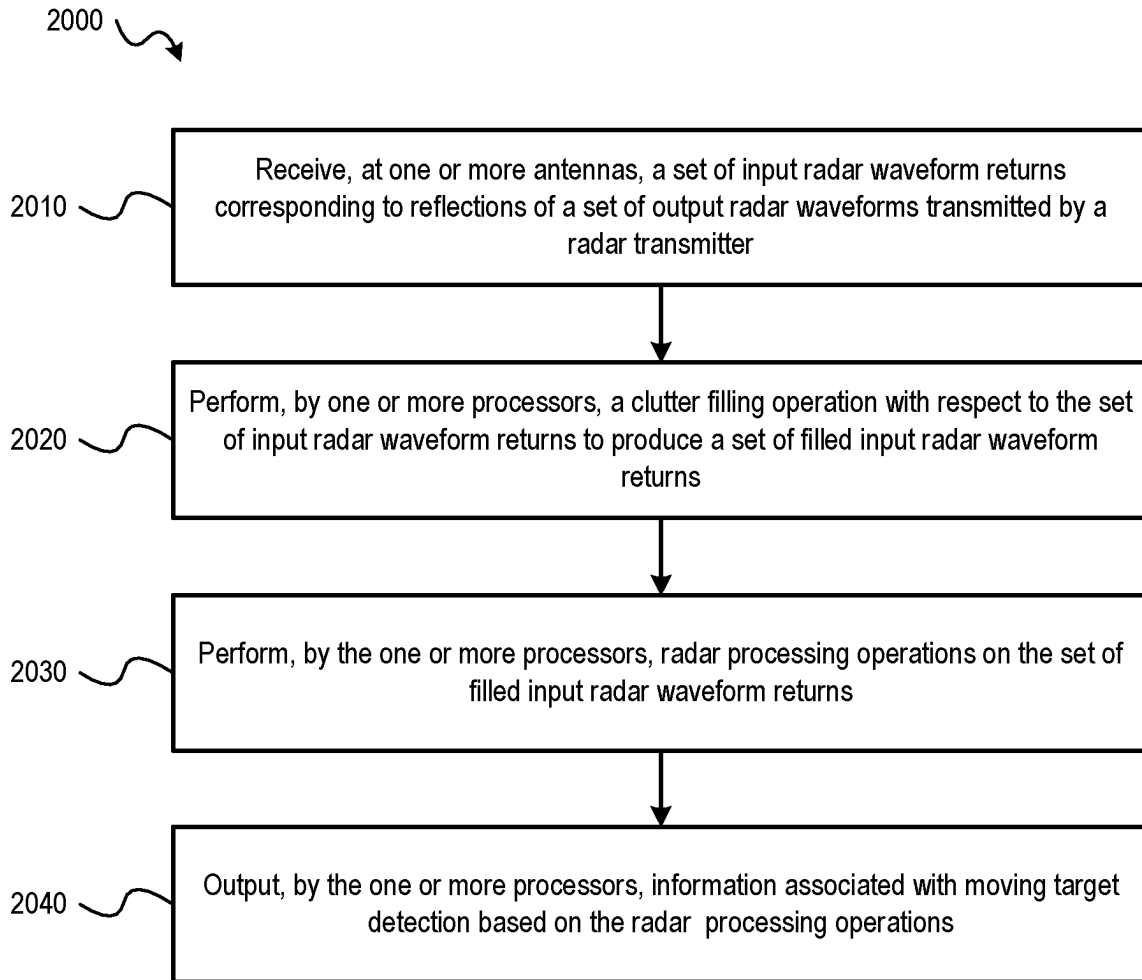 2000
2010
Receive, at one or more antennas, a set of input radar waveform returns
corresponding to reflections of a set of output radar waveforms transmitted by a
radar transmitter
2020
Perform, by one or more processors, a clutter filling operation with respect to the set
of input radar waveform returns to produce a set of filled input radar waveform
returns
2030
Perform, by the one or more processors, radar processing operations on the set of
filled input radar waveform returns
2040
Output, by the one or more processors, information associated with moving target
detection based on the radar processing operations